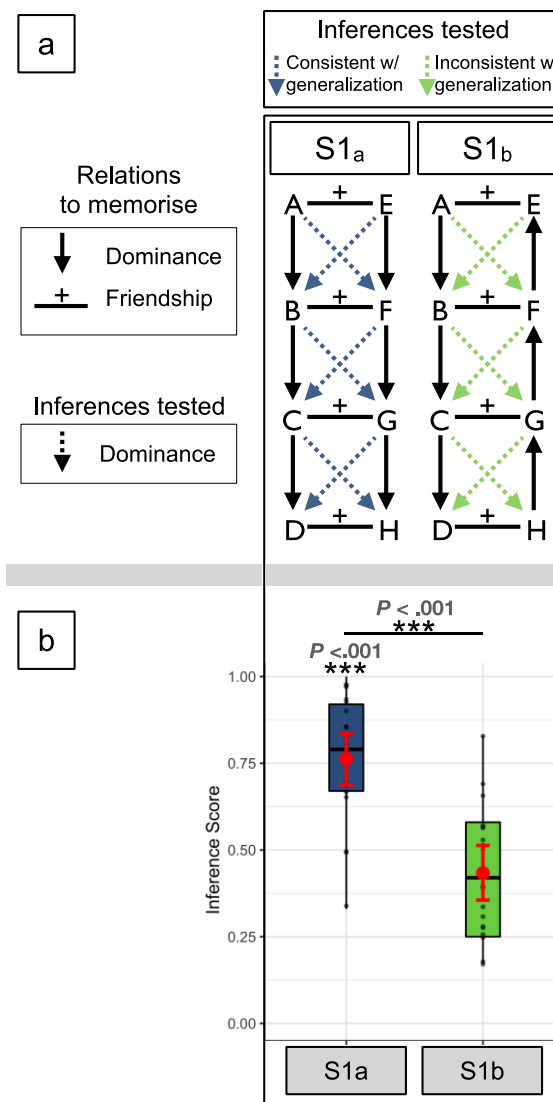 a
Inferences tested
Consistent w/
generalization
Inconsistent w/
generalization
S1a
S1b
Relations
to memorise
Dominance
+
Friendship
Inferences tested
Dominance
A + E A + E
B + F B + F
C + G C + G
D + H D + H
b
P < .001
***
P <.001
***
1.00
0.75
0.50
0.25
0.00
Inference Score
S1a
S1b